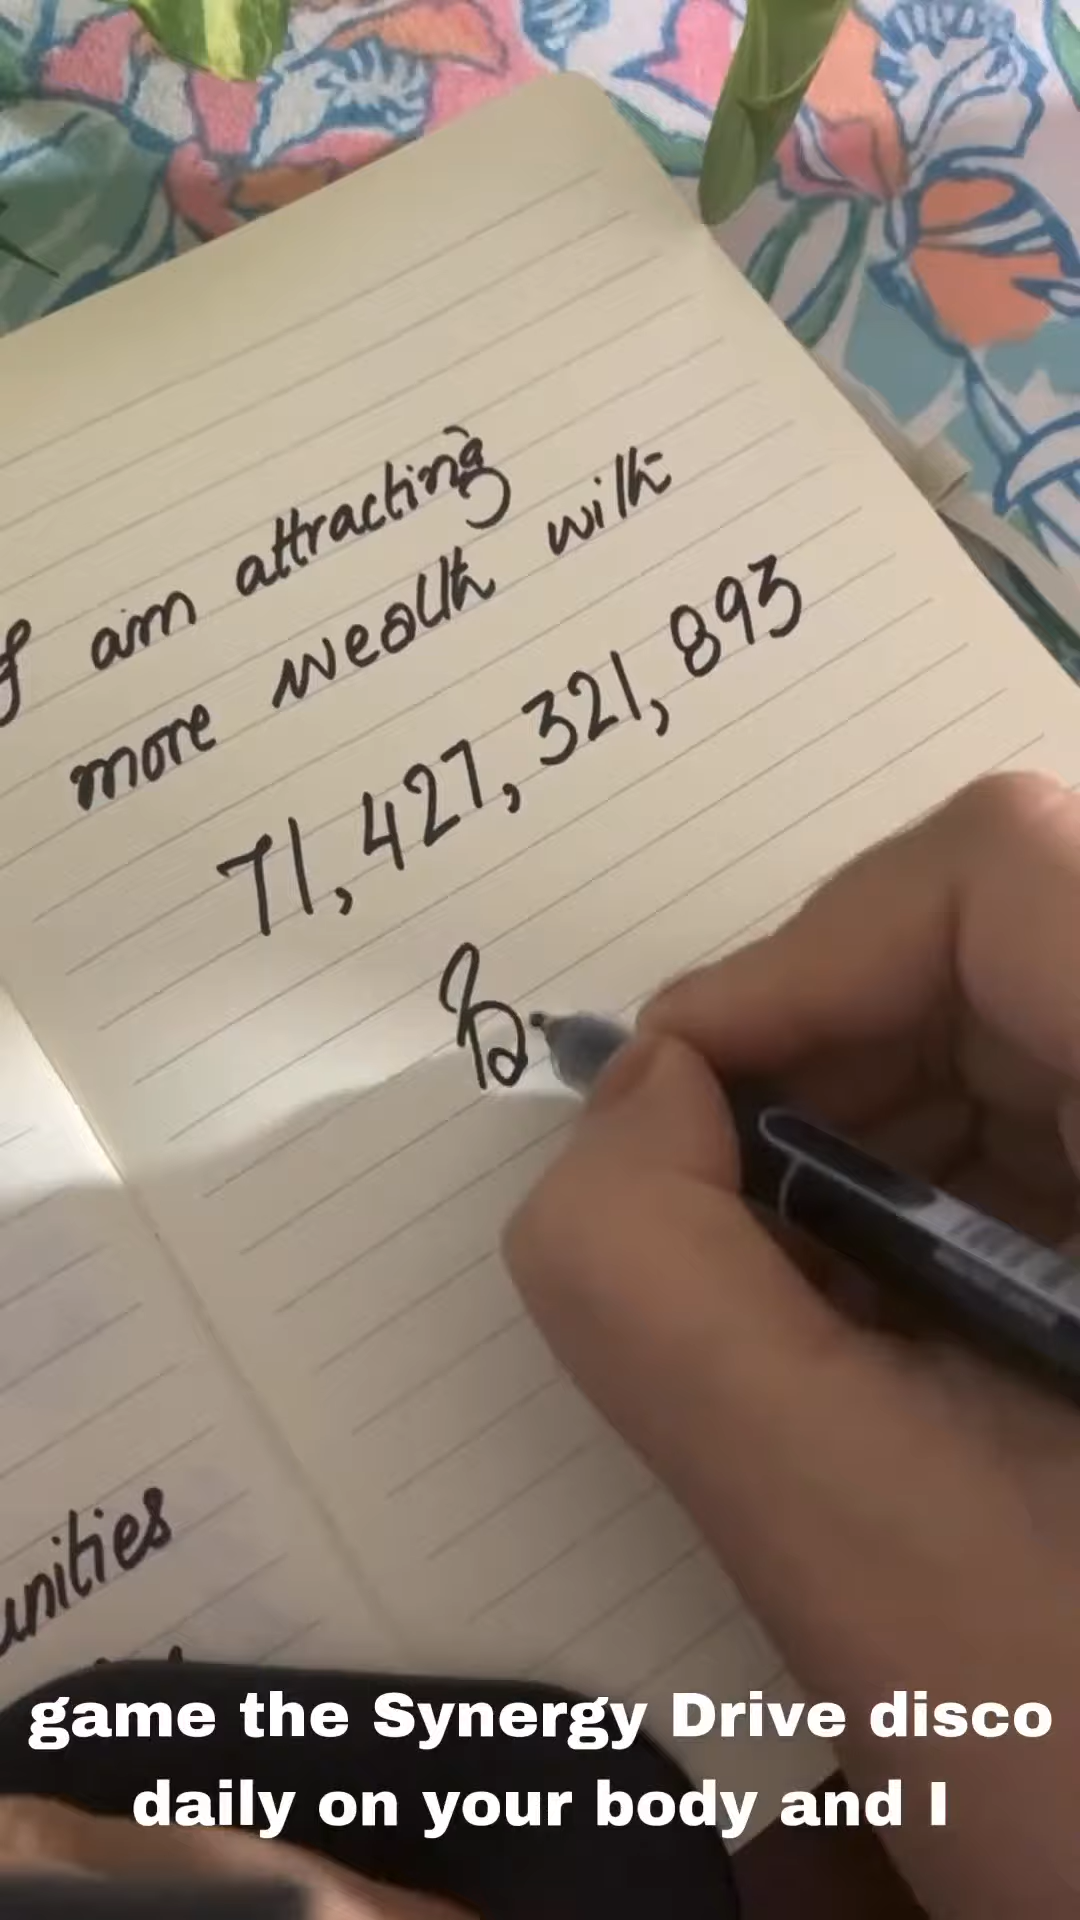 I am attracting
more wealth with
71,427,321,893
unities
game the Synergy Drive disco
daily on your body and I